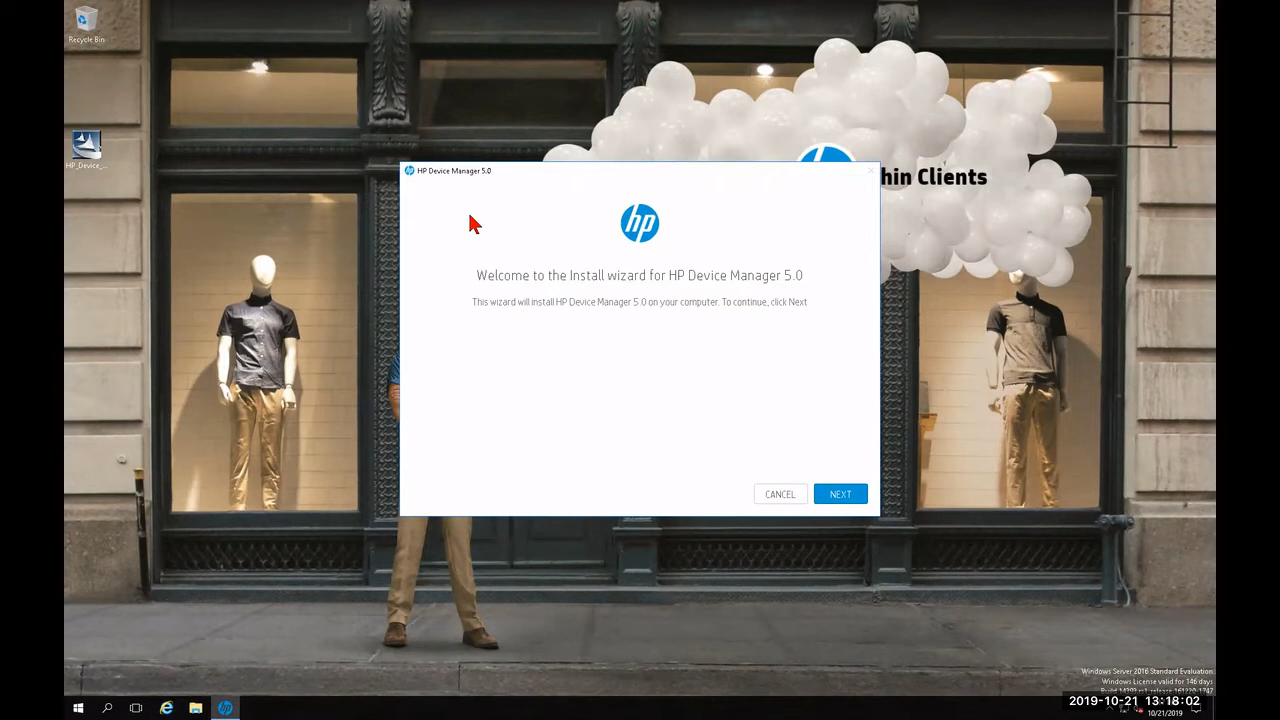 Recycle Bin
HP_Device_...
hin Clients
HP Device Manager 5.0
hp
Welcome to the Install wizard for HP Device Manager 5.0
This wizard will install HP Device Manager 5.0 on your computer. To continue, click Next
CANCEL
NEXT
Windows Server 2016 Standard Evaluation
Windows License valid for 146 days
2019-10-21 13:18:02
10/21/2019